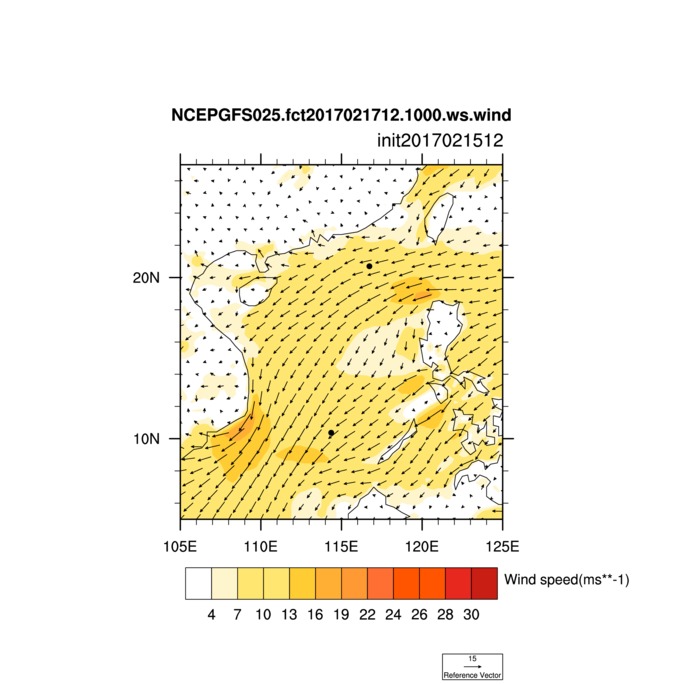 NCEPGFS025.fct2017021712.1000.ws.wind
init2017021512
20N
10N
105E 110E 115E 120E 125E
Wind speed(ms**-1)
4 7 10 13 16 19 22 24 26 28 30
15
Reference Vector